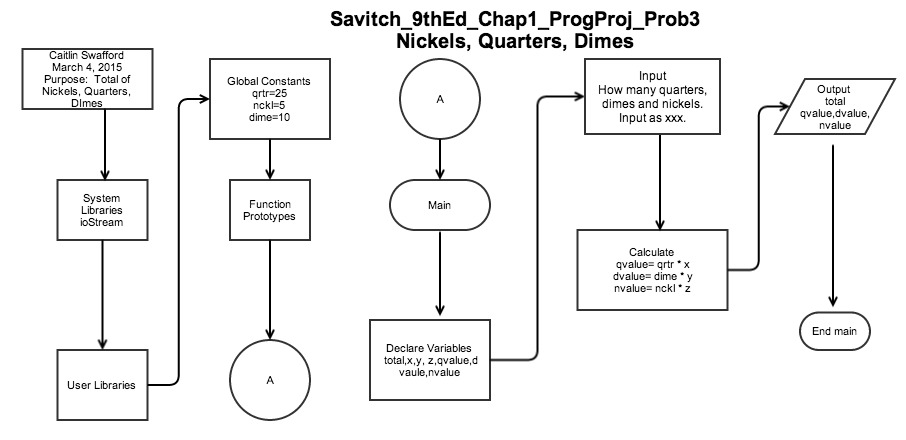 Savitch_9thEd_Chap1_ProgProj_Prob3
Nickels, Quarters, Dimes
Caitlin Swafford
March 4, 2015
Purpose: Total of
Nickels, Quarters,
DImes
System
Libraries
ioStream
User Libraries
Global Constants
qrtr=25
nckl=5
dime=10
Function
Prototypes
A
A
Main
Declare Variables
total,x,y, z,qvalue,d
vaule,nvalue
Input
How many quarters,
dimes and nickels.
Input as xxx.
Calculate
qvalue= qrtr * x
dvalue= dime * y
nvalue= nckl * z
Output
total
qvalue,dvalue,
nvalue
End main